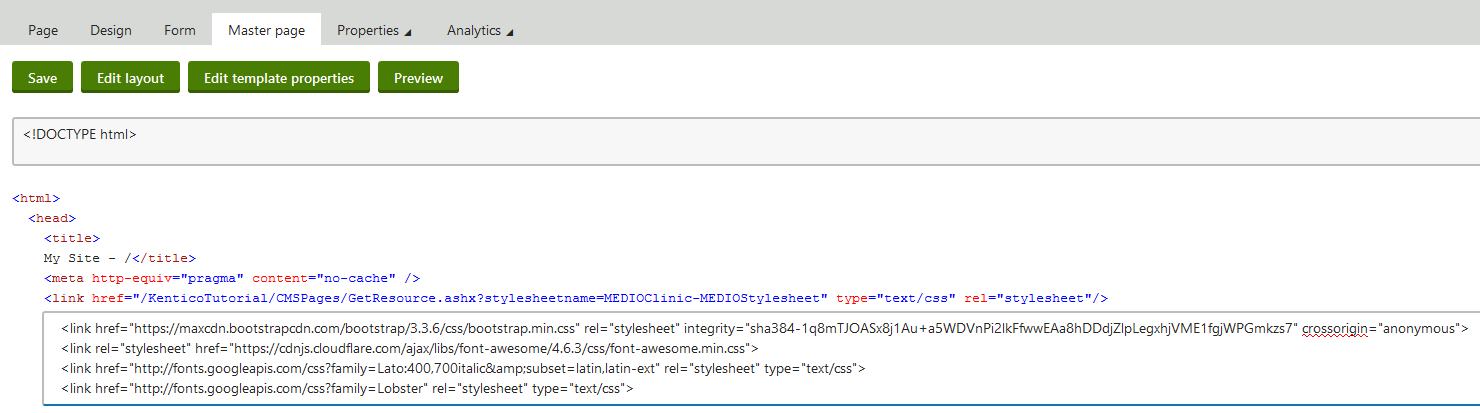 Page Design Form Master page Properties Analytics
Save Edit layout Edit template properties Preview
<!DOCTYPE html>
<html>
<head>
<title>
My Site - /</title>
<meta http-equiv="pragma" content="no-cache" />
<link href="/KenticoTutorial/CMSPages/GetResource.ashx?stylesheetname=MEDIOClinic-MEDIOStylesheet" type="text/css" rel="stylesheet"/>
<link href="https://maxcdn.bootstrapcdn.com/bootstrap/3.3.6/css/bootstrap.min.css" rel="stylesheet" integrity="sha384-1q8mTJOASx8j1Au+a5WDVnPi2lkFfwwEAa8hDDdjZlpLegxhjVME1fgjWPGmkzs7" crossorigin="anonymous">
<link rel="stylesheet" href="https://cdnjs.cloudflare.com/ajax/libs/font-awesome/4.6.3/css/font-awesome.min.css">
<link href="http://fonts.googleapis.com/css?family=Lato:400,700italic&amp;subset=latin,latin-ext" rel="stylesheet" type="text/css">
<link href="http://fonts.googleapis.com/css?family=Lobster" rel="stylesheet" type="text/css">